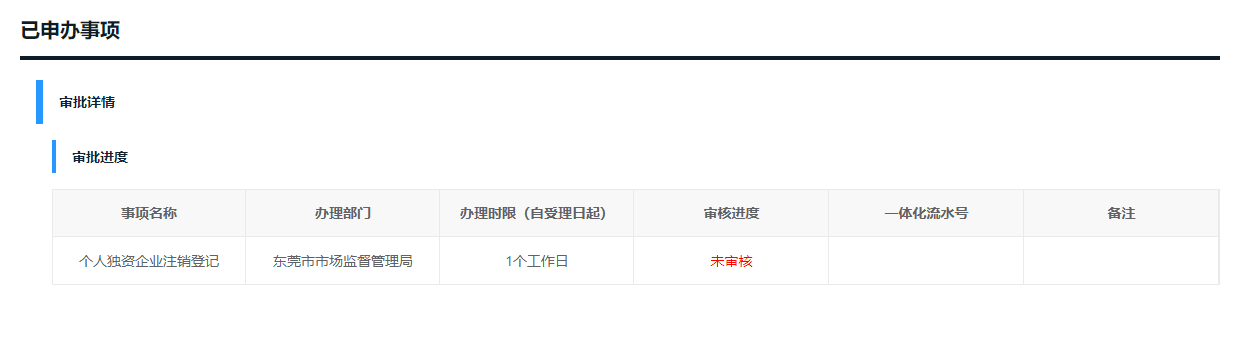 已申办事项
审批详情
审批进度
事项名称 办理部门 办理时限（自受理日起） 审核进度 一体化流水号 备注
个人独资企业注销登记 东莞市市场监督管理局 1个工作日 未审核